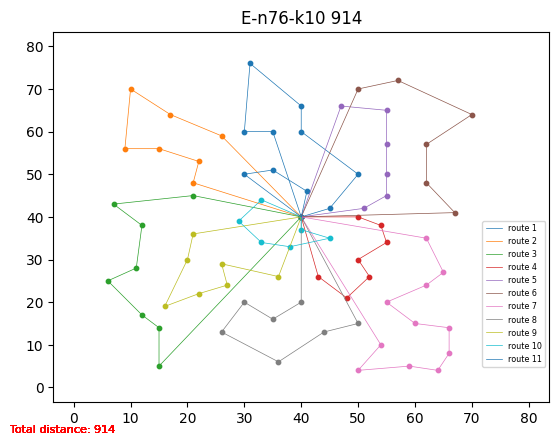 E-n76-k10 914
80
70
60
50
40
30
20
10
0
route 1
route 2
route 3
route 4
route 5
route 6
route 7
route 8
route 9
route 10
route 11
0 10 20 30 40 50 60 70 80
Total distance: 914